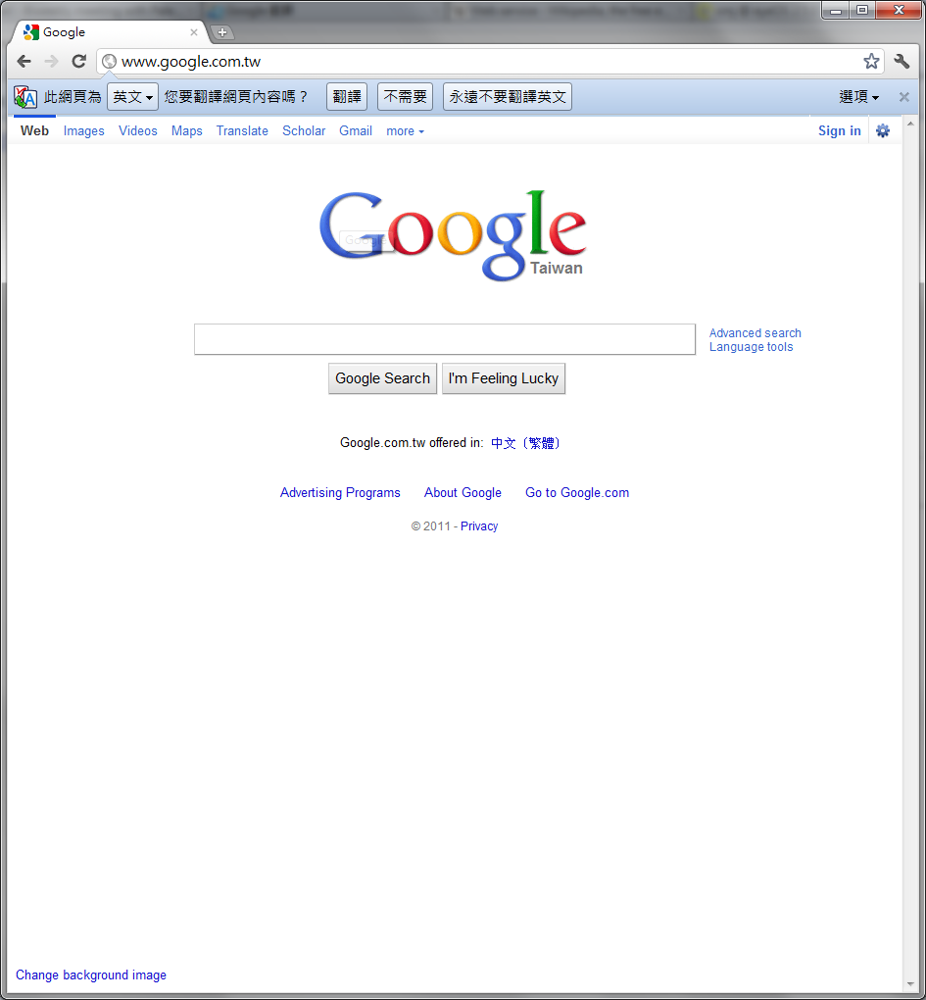 Google
www.google.com.tw
此網頁為 英文 您要翻譯網頁內容嗎？ 翻譯 不需要 永遠不要翻譯英文 選項
Web Images Videos Maps Translate Scholar Gmail more Sign in
Google
Google
Taiwan
Advanced search
Language tools
Google Search I'm Feeling Lucky
Google.com.tw offered in: 中文（繁體）
Advertising Programs About Google Go to Google.com
© 2011 - Privacy
Change background image